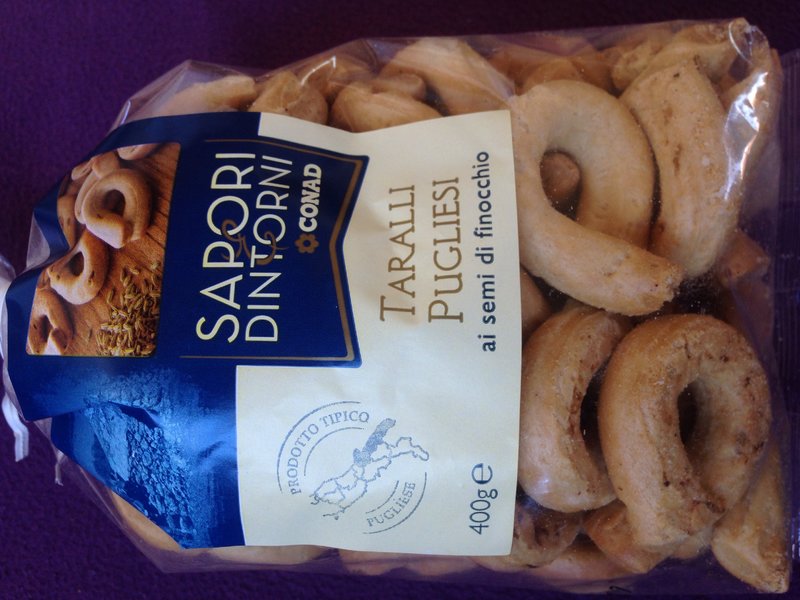 SAPORI
&
DINTORNI
CONAD
TARALLI
PUGLIESI
ai semi di finocchio
PRODOTTO TIPICO
PUGLIESE
400g e